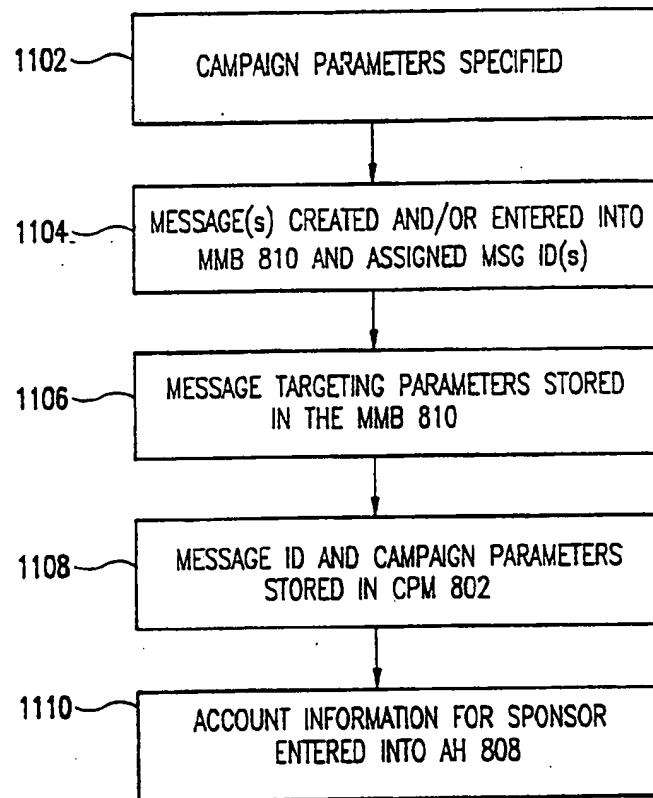 1102
CAMPAIGN PARAMETERS SPECIFIED
1104
MESSAGE(s) CREATED AND/OR ENTERED INTO
MMB 810 AND ASSIGNED MSG ID(s)
1106
MESSAGE TARGETING PARAMETERS STORED
IN THE MMB 810
1108
MESSAGE ID AND CAMPAIGN PARAMETERS
STORED IN CPM 802
1110
ACCOUNT INFORMATION FOR SPONSOR
ENTERED INTO AH 808